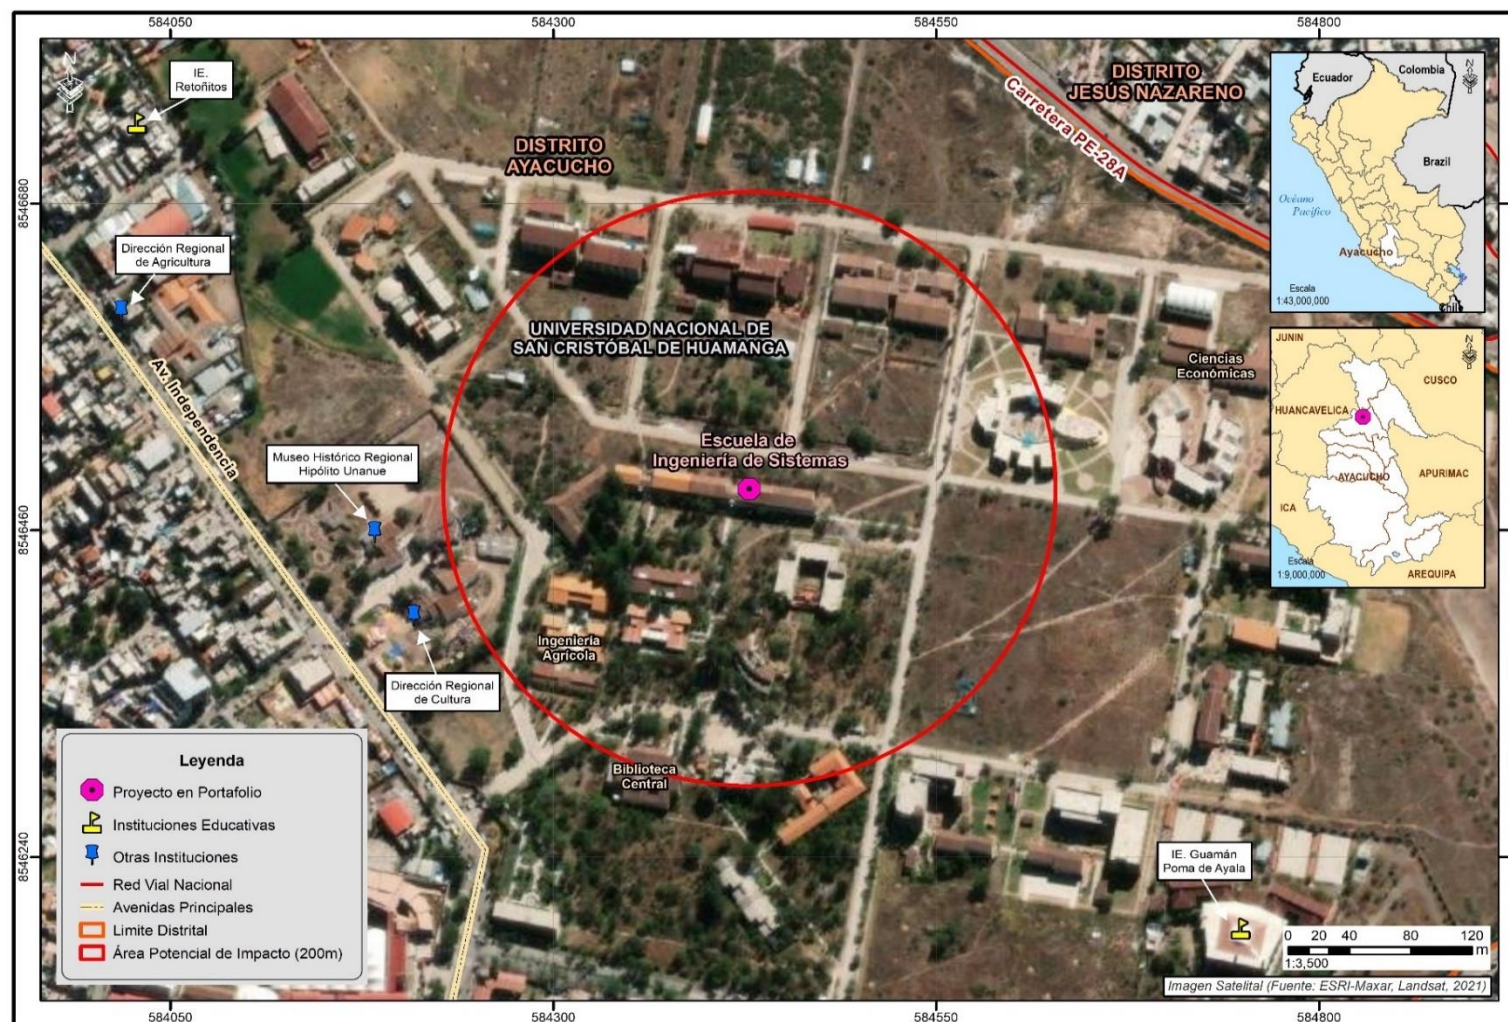 584050
584300
584550
584800
IE.
Retoñitos
DISTRITO
AYACUCHO
DISTRITO
JESÚS NAZARENO
Carretera PE-28A
8546680
8546460
8546240
Dirección Regional
de Agricultura
Av. Independencia
UNIVERSIDAD NACIONAL DE
SAN CRISTÓBAL DE HUAMANGA
Ciencias
Económicas
Escuela de
Ingeniería de Sistemas
Museo Histórico Regional
Hipólito Unanue
Ingeniería
Agrícola
Dirección Regional
de Cultura
Biblioteca
Central
IE. Guamán
Poma de Ayala
N
Ecuador
Colombia
N
Brazil
Océano
Pacífico
Ayacucho
Escala
1:43,000,000
Chil
JUNIN
N
CUSCO
HUANCAVELICA
AYACUCHO
APURIMAC
ICA
Escala
1:9,000,000
AREQUIPA
Leyenda
Proyecto en Portafolio
Instituciones Educativas
Otras Instituciones
Red Vial Nacional
Avenidas Principales
Limite Distrital
Área Potencial de Impacto (200m)
0 20 40 80 120
m
1:3,500
Imagen Satelital (Fuente: ESRI-Maxar, Landsat, 2021)
584050
584300
584550
584800